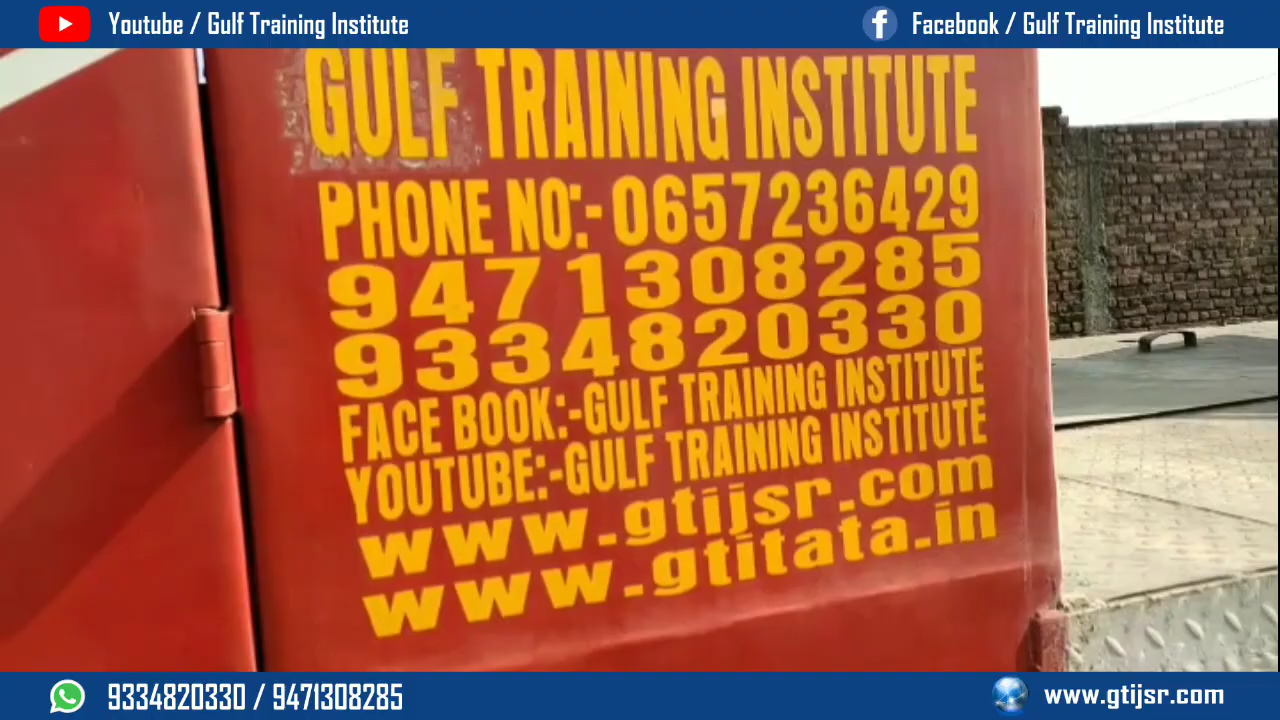 Youtube / Gulf Training Institute
Facebook / Gulf Training Institute
GULF TRAINING INSTITUTE
PHONE NO:-0657236429
9471308285
9334820330
FACE BOOK:-GULF TRAINING INSTITUTE
YOUTUBE:-GULF TRAINING INSTITUTE
www.gtijsr.com
www.gtitata.in
9334820330 / 9471308285
www.gtijsr.com